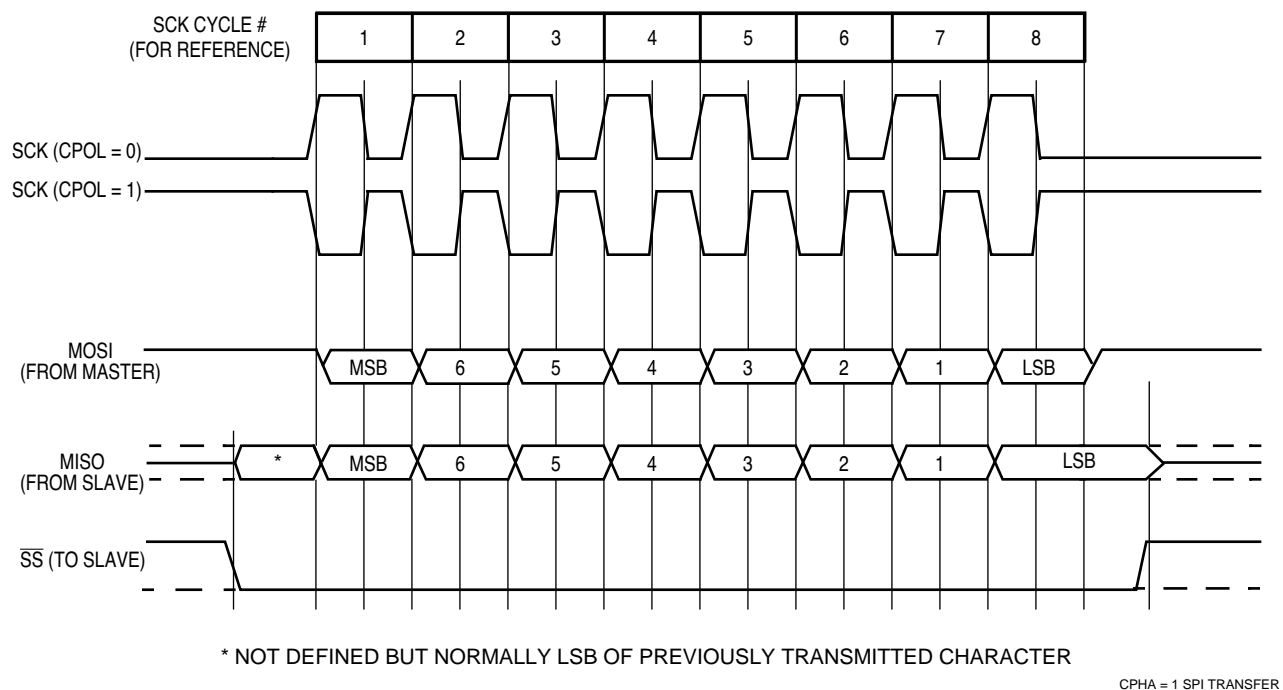 SCK CYCLE #
(FOR REFERENCE)
1 2 3 4 5 6 7 8
SCK (CPOL = 0)
SCK (CPOL = 1)
MOSI
(FROM MASTER)
MSB 6 5 4 3 2 1 LSB
MISO
(FROM SLAVE)
* MSB 6 5 4 3 2 1 LSB
S̅S̅ (TO SLAVE)
* NOT DEFINED BUT NORMALLY LSB OF PREVIOUSLY TRANSMITTED CHARACTER
CPHA = 1 SPI TRANSFER